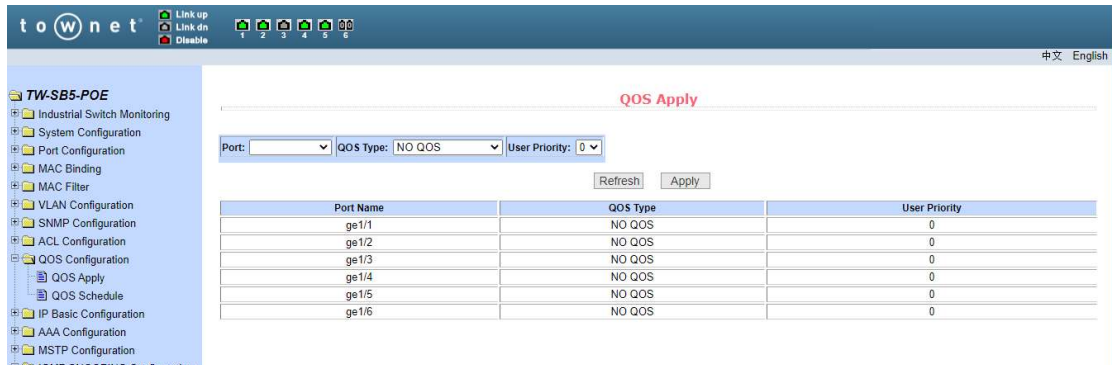 townet
Link up
Link dn
Disable
1 2 3 4 5 6
中文 English
TW-SB5-POE
Industrial Switch Monitoring
System Configuration
Port Configuration
MAC Binding
MAC Filter
VLAN Configuration
SNMP Configuration
ACL Configuration
QOS Configuration
QOS Apply
QOS Schedule
IP Basic Configuration
AAA Configuration
MSTP Configuration
QOS Apply
Port: QOS Type: NO QOS User Priority: 0
Refresh Apply
Port Name QOS Type User Priority
ge1/1 NO QOS 0
ge1/2 NO QOS 0
ge1/3 NO QOS 0
ge1/4 NO QOS 0
ge1/5 NO QOS 0
ge1/6 NO QOS 0